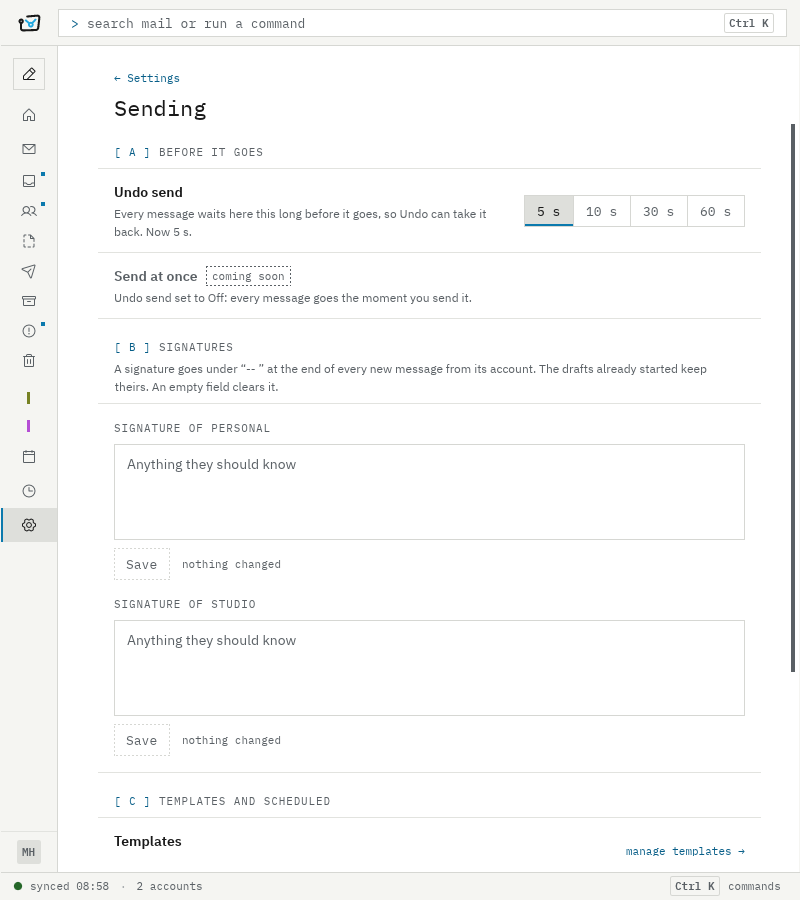 > search mail or run a command
Ctrl K
← Settings
Sending
[ A ] BEFORE IT GOES
Undo send
Every message waits here this long before it goes, so Undo can take it
back. Now 5 s.
5 s
10 s
30 s
60 s
Send at once
coming soon
Undo send set to Off: every message goes the moment you send it.
[ B ] SIGNATURES
A signature goes under “-- ” at the end of every new message from its account. The drafts already started keep
theirs. An empty field clears it.
SIGNATURE OF PERSONAL
Anything they should know
Save
nothing changed
SIGNATURE OF STUDIO
Anything they should know
Save
nothing changed
[ C ] TEMPLATES AND SCHEDULED
Templates
manage templates →
MH
synced 08:58 · 2 accounts
Ctrl K commands